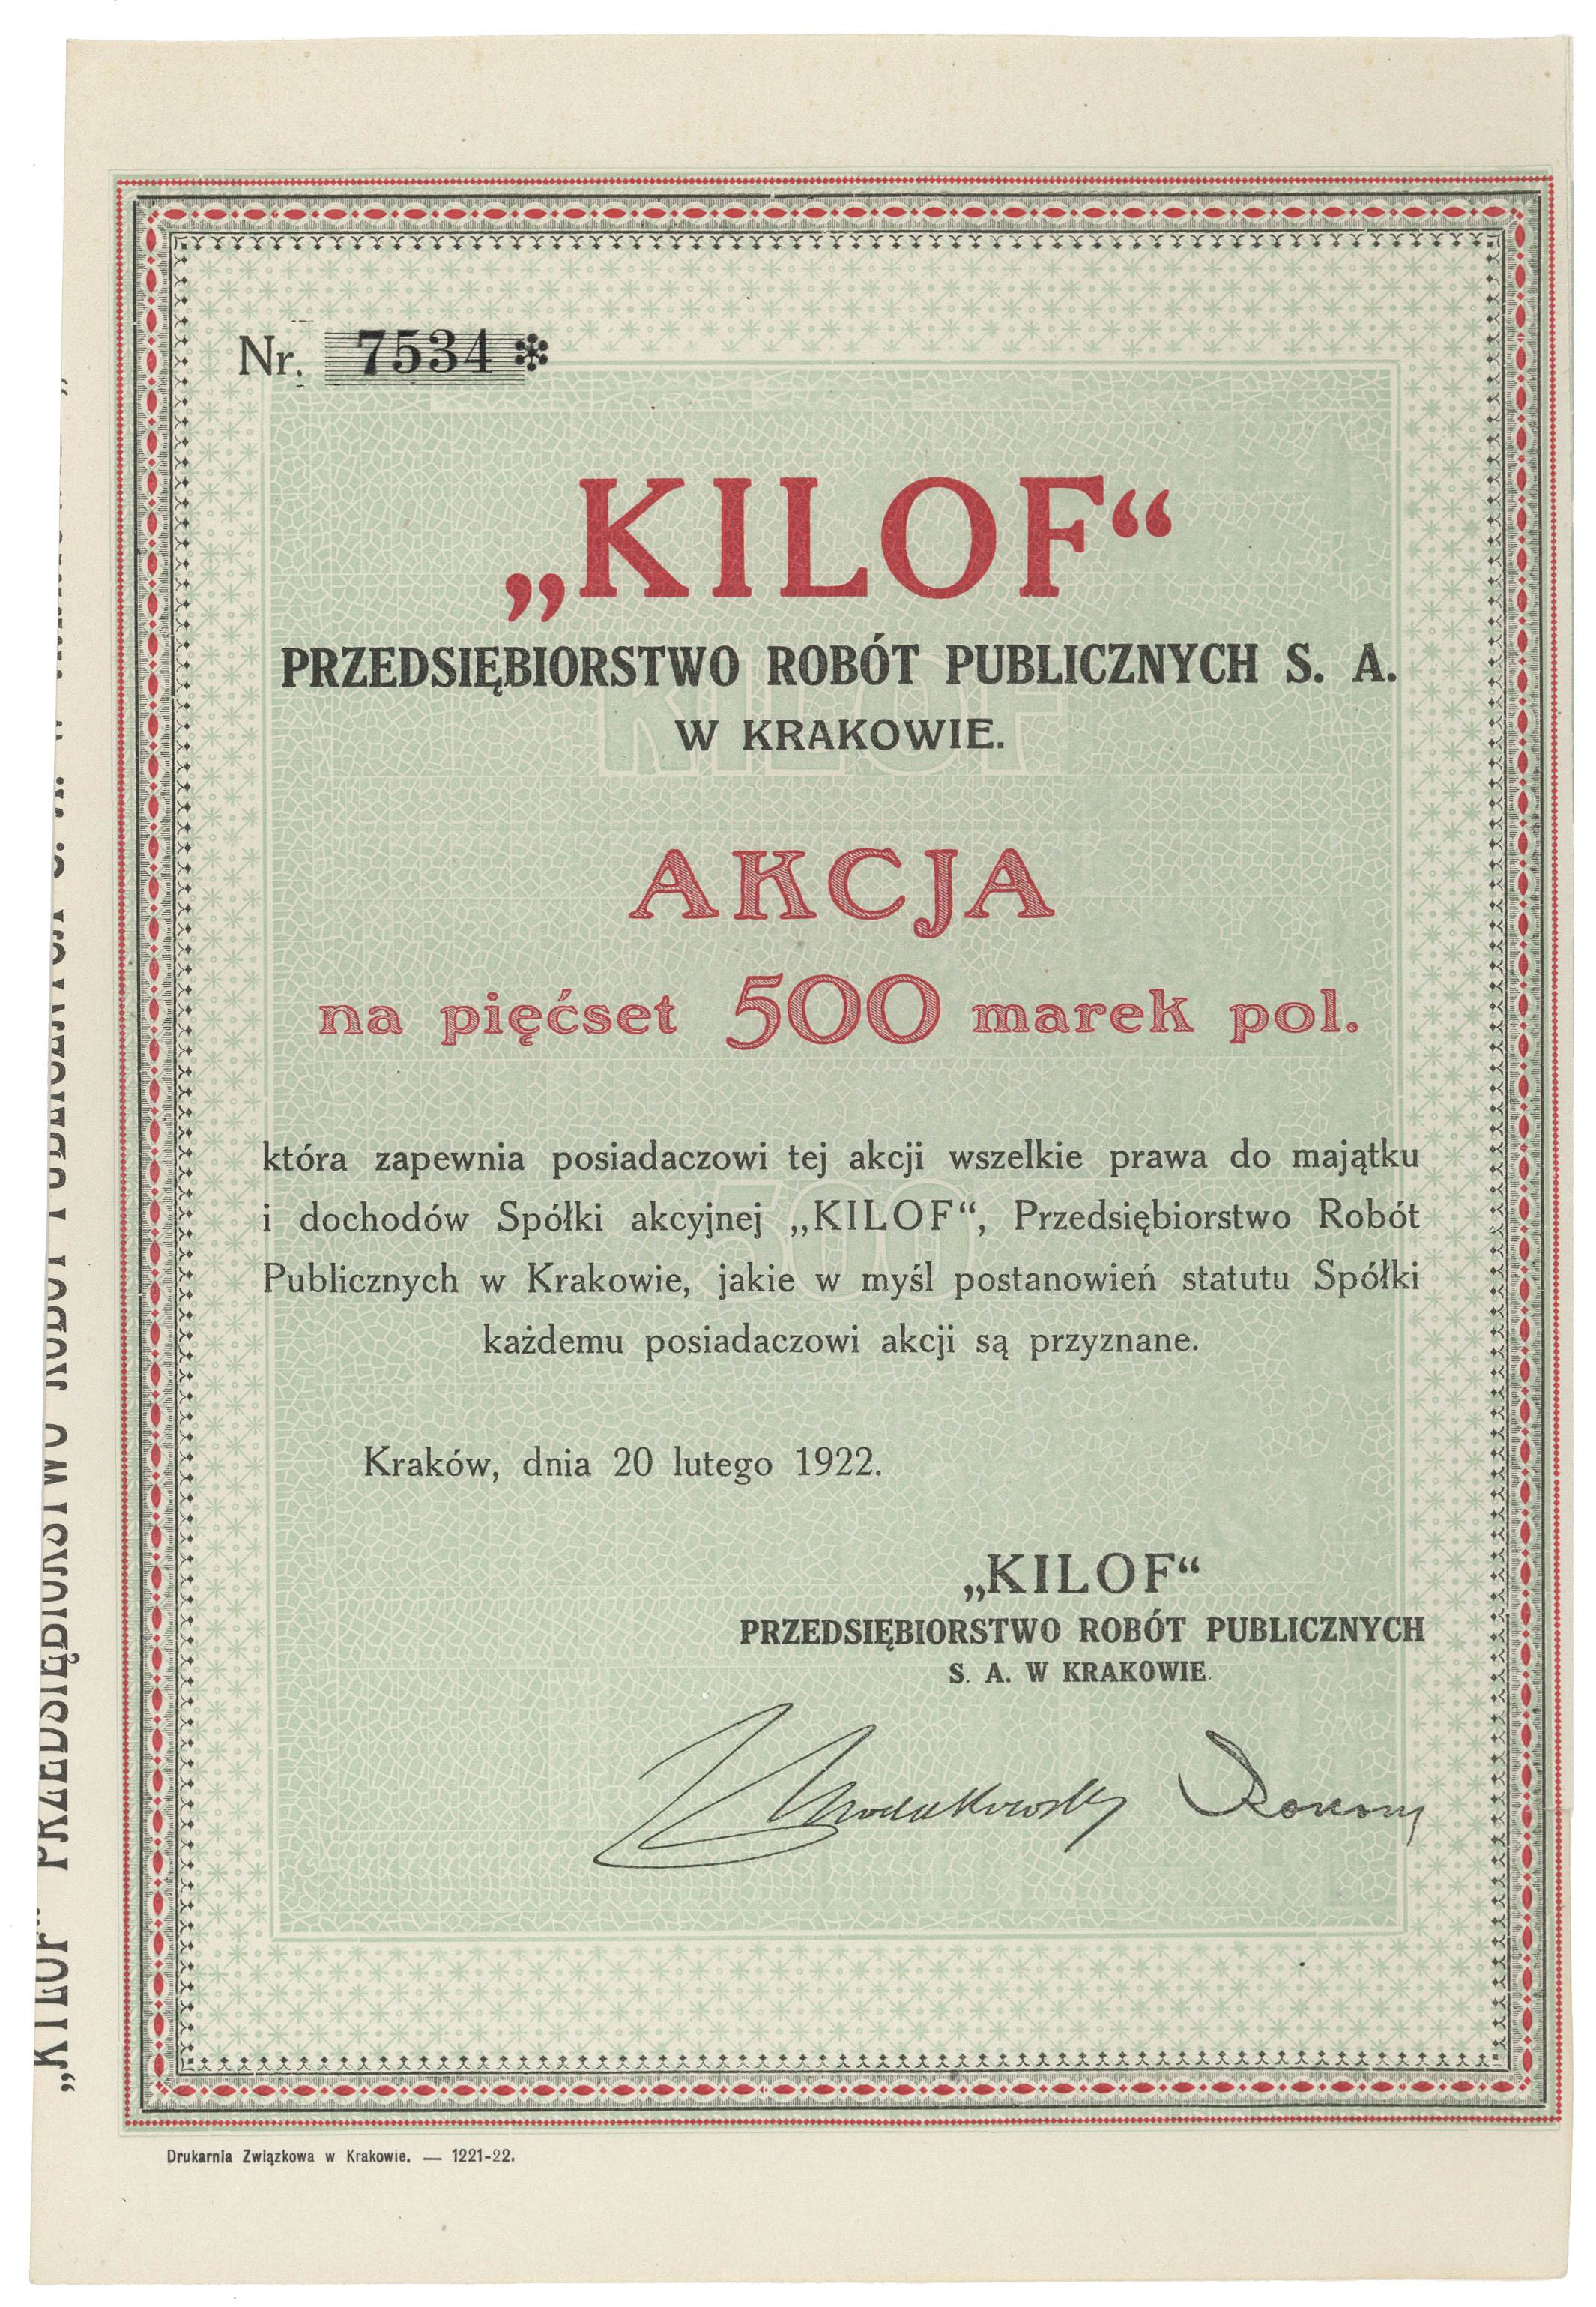 Nr. 7534
„KILOF“
PRZEDSIĘBIORSTWO ROBÓT PUBLICZNYCH S. A.
W KRAKOWIE.
AKCJA
na pięćset 500 marek pol.
która zapewnia posiadaczowi tej akcji wszelkie prawa do majątku
i dochodów Spółki akcyjnej „KILOF“, Przedsiębiorstwo Robót
Publicznych w Krakowie, jakie w myśl postanowień statutu Spółki
każdemu posiadaczowi akcji są przyznane.
Kraków, dnia 20 lutego 1922.
„KILOF“
PRZEDSIĘBIORSTWO ROBÓT PUBLICZNYCH
S. A. W KRAKOWIE.
Drukarnia Związkowa w Krakowie. — 1221-22.
„KILOF“ PRZEDSIĘBIORSTWO ROBÓT PUBLICZNYCH S. A. W